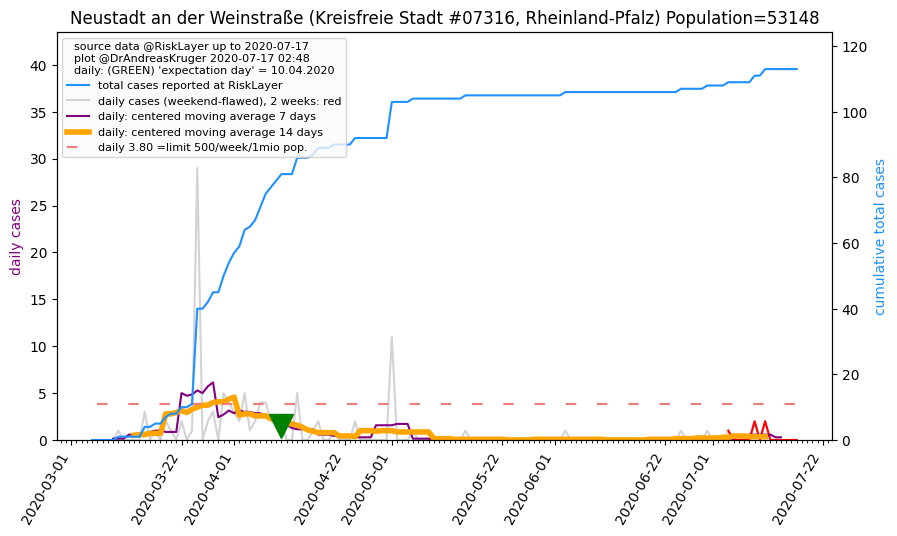 Neustadt an der Weinstraße (Kreisfreie Stadt #07316, Rheinland-Pfalz) Population=53148
source data @RiskLayer up to 2020-07-17
plot @DrAndreasKruger 2020-07-17 02:48
daily: (GREEN) 'expectation day' = 10.04.2020
total cases reported at RiskLayer
daily cases (weekend-flawed), 2 weeks: red
daily: centered moving average 7 days
daily: centered moving average 14 days
daily 3.80 =limit 500/week/1mio pop.
daily cases
40
35
30
25
20
15
10
5
0
cumulative total cases
120
100
80
60
40
20
0
2020-03-01
2020-03-22
2020-04-01
2020-04-22
2020-05-01
2020-05-22
2020-06-01
2020-06-22
2020-07-01
2020-07-22